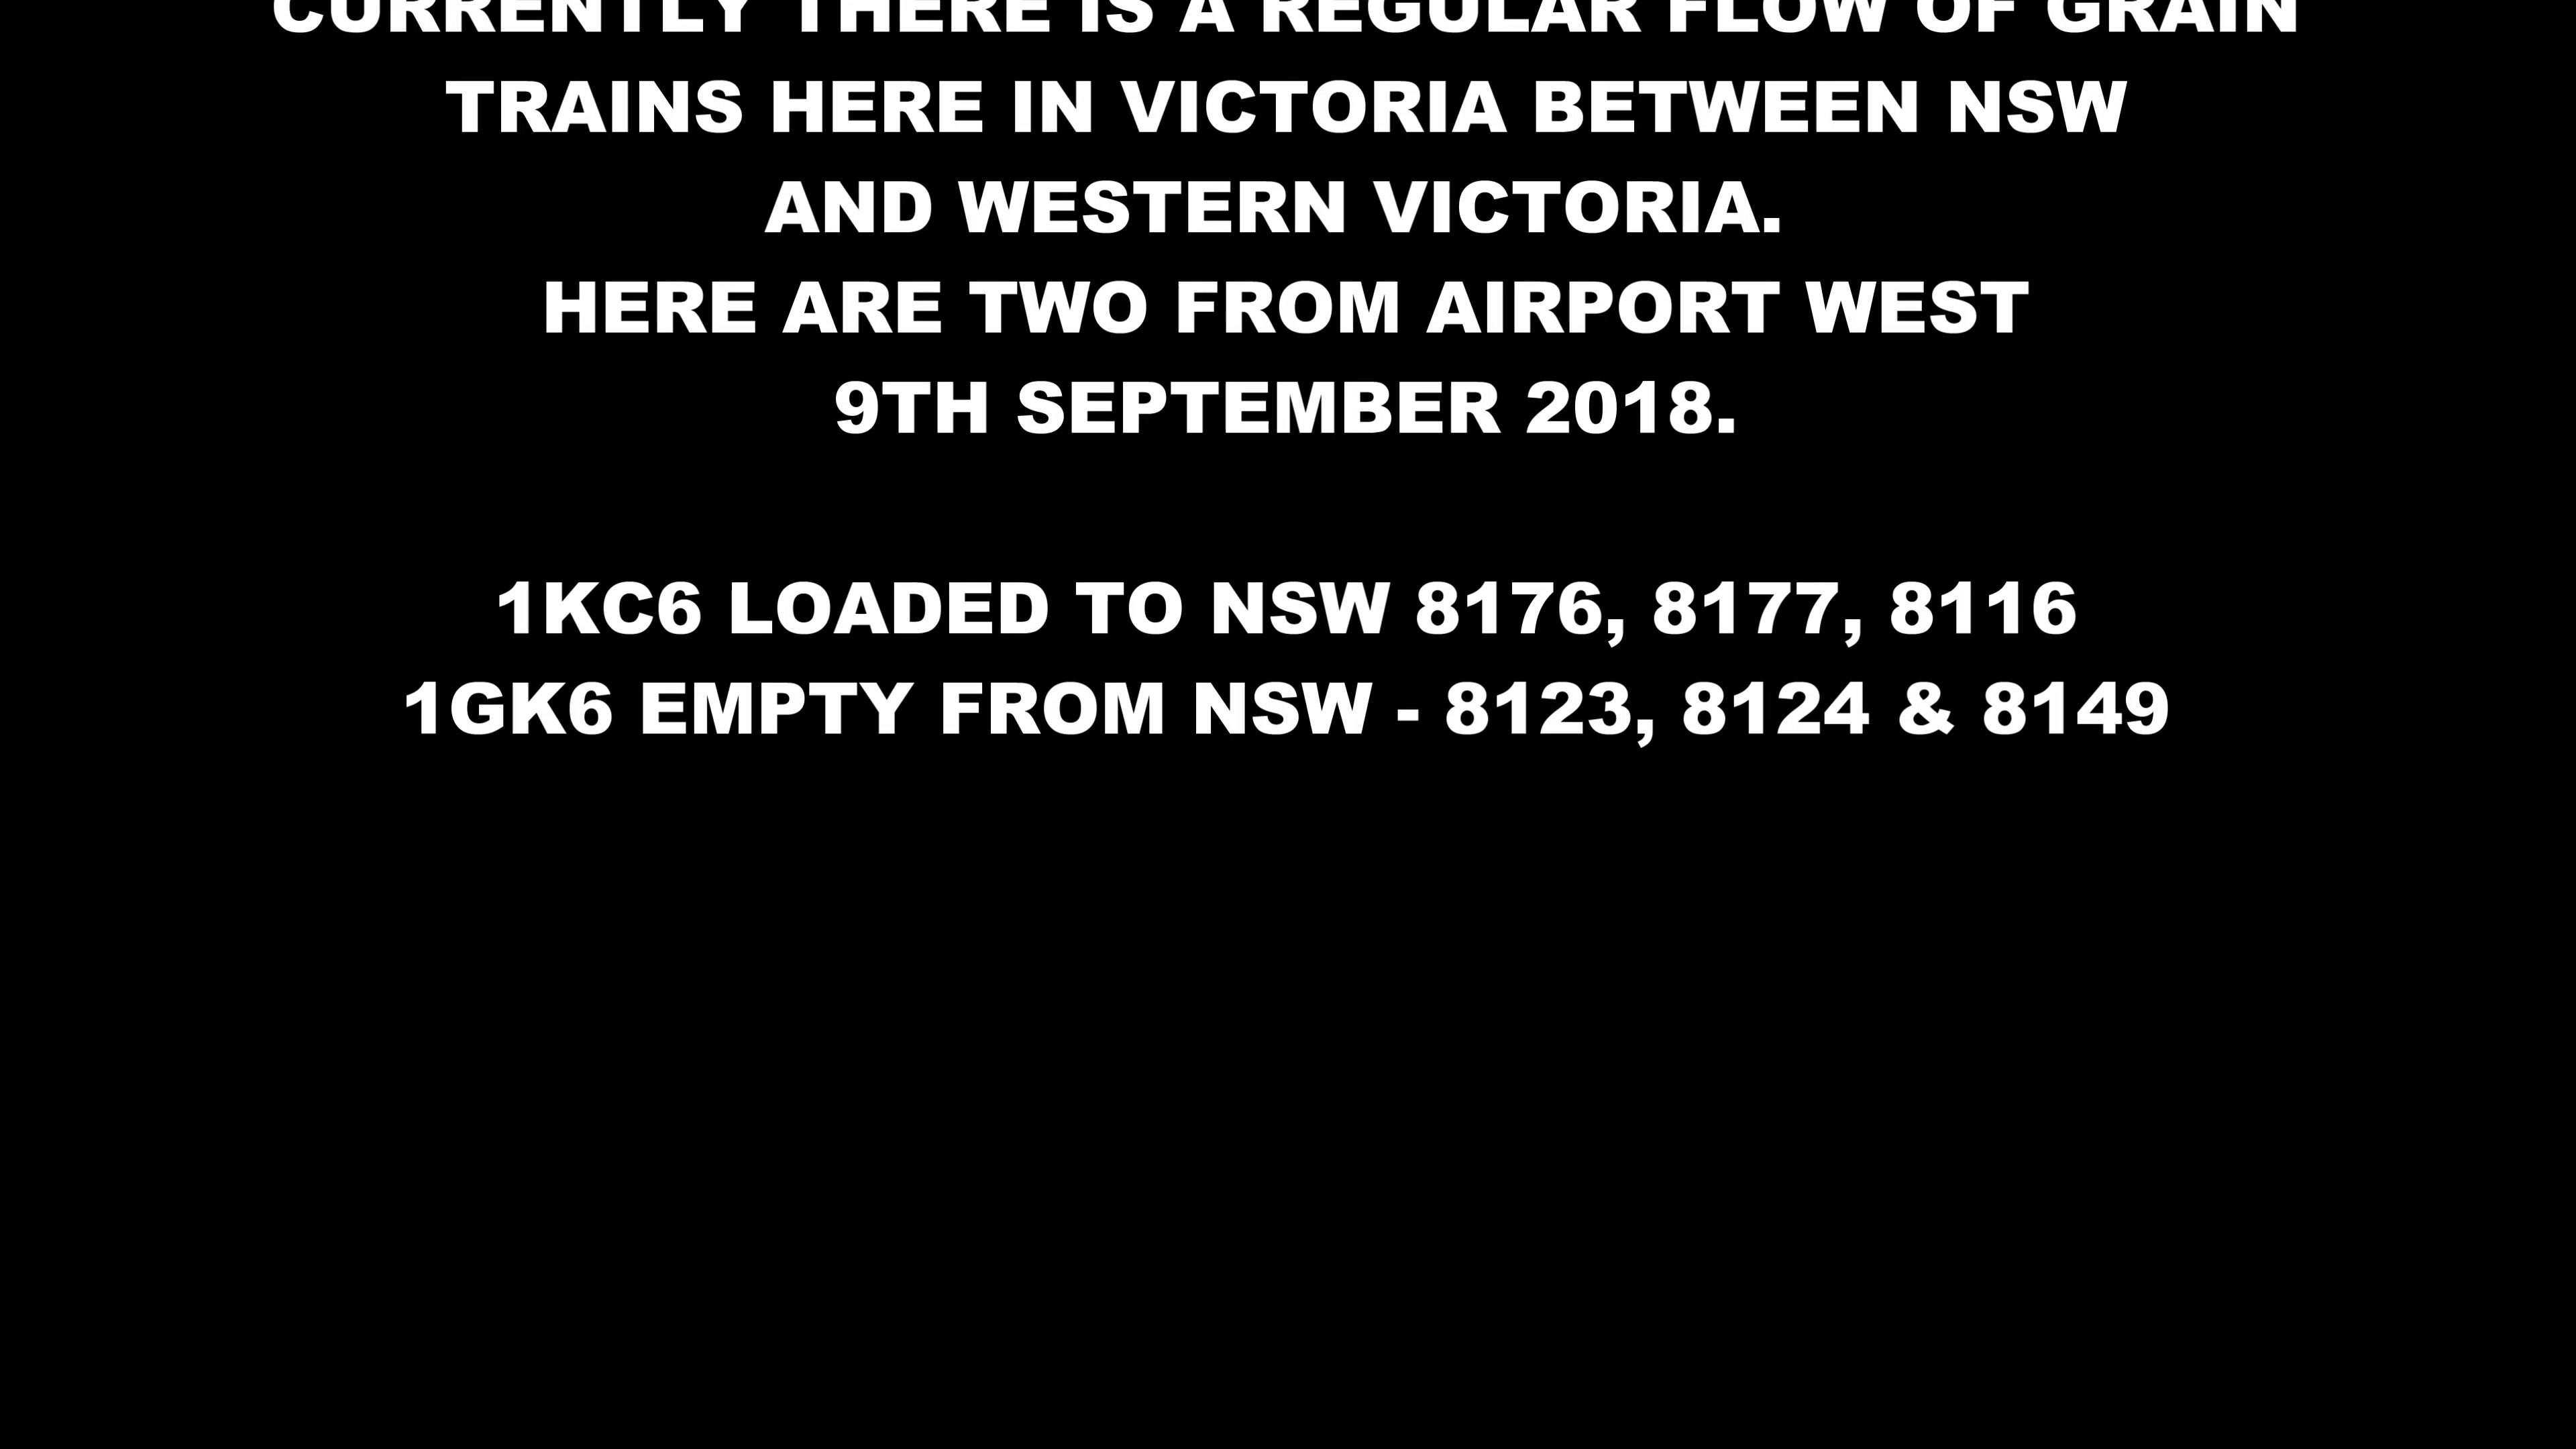 CURRENTLY THERE IS A REGULAR FLOW OF GRAIN
TRAINS HERE IN VICTORIA BETWEEN NSW
AND WESTERN VICTORIA.
HERE ARE TWO FROM AIRPORT WEST
9TH SEPTEMBER 2018.
1KC6 LOADED TO NSW 8176, 8177, 8116
1GK6 EMPTY FROM NSW - 8123, 8124 & 8149